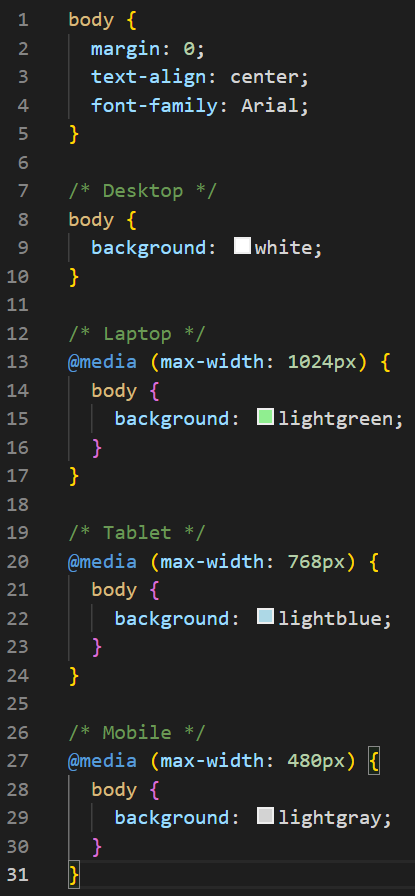 1 body {
2   margin: 0;
3   text-align: center;
4   font-family: Arial;
5 }
6
7 /* Desktop */
8 body {
9   background: white;
10 }
11
12 /* Laptop */
13 @media (max-width: 1024px) {
14   body {
15     background: lightgreen;
16   }
17 }
18
19 /* Tablet */
20 @media (max-width: 768px) {
21   body {
22     background: lightblue;
23   }
24 }
25
26 /* Mobile */
27 @media (max-width: 480px) {
28   body {
29     background: lightgray;
30   }
31 }